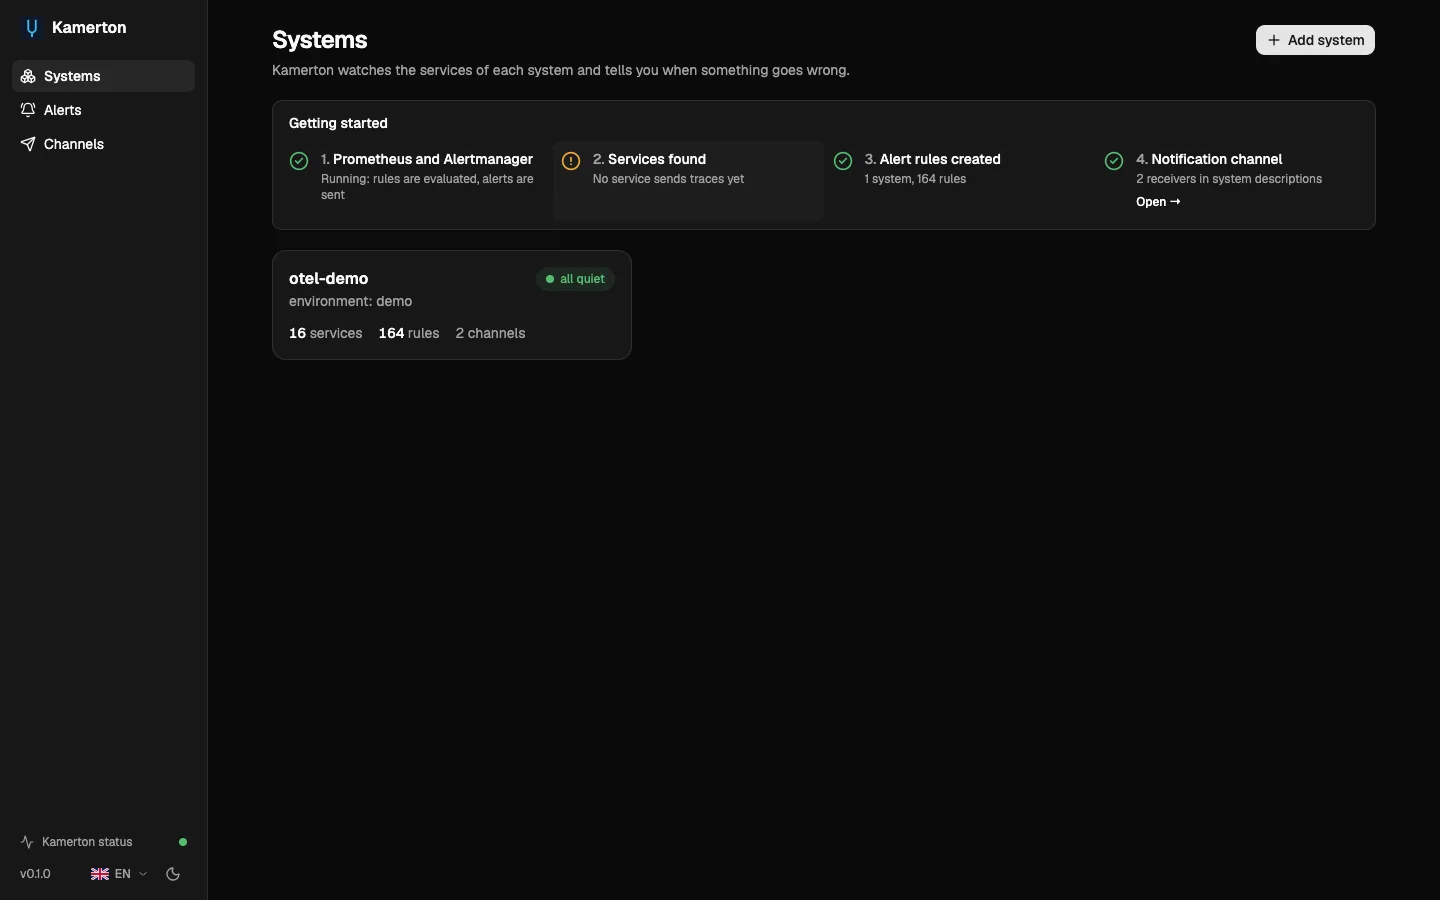 Kamerton
Systems
Alerts
Channels
Systems
Kamerton watches the services of each system and tells you when something goes wrong.
+ Add system
Getting started
1. Prometheus and Alertmanager
Running: rules are evaluated, alerts are
sent
2. Services found
No service sends traces yet
3. Alert rules created
1 system, 164 rules
4. Notification channel
2 receivers in system descriptions
Open →
otel-demo
all quiet
environment: demo
16 services 164 rules 2 channels
Kamerton status
v0.1.0
EN